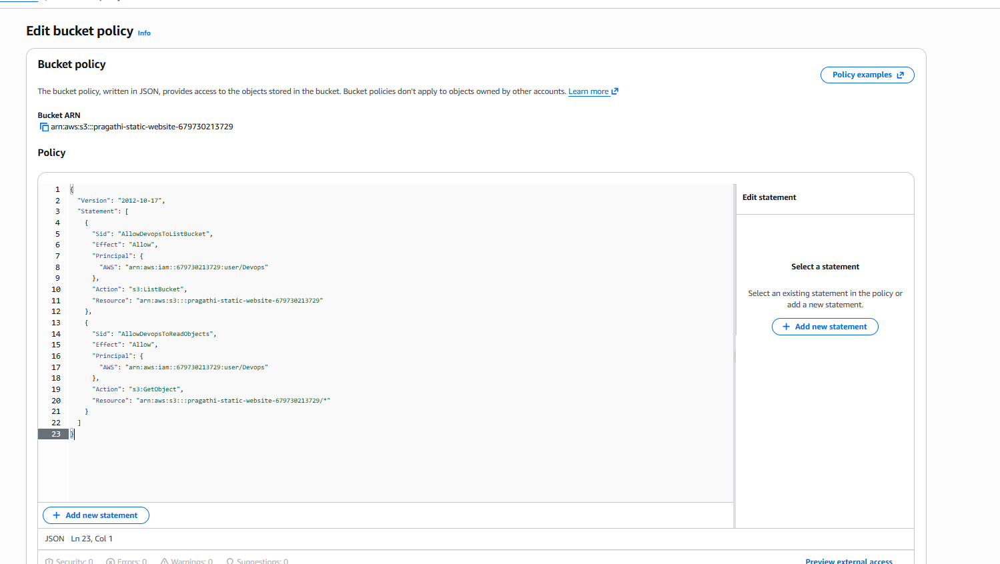 Edit bucket policy Info
Bucket policy
Policy examples
The bucket policy, written in JSON, provides access to the objects stored in the bucket. Bucket policies don't apply to objects owned by other accounts. Learn more
Bucket ARN
arn:aws:s3:::pragathi-static-website-679730213729
Policy
1 {
2 "Version": "2012-10-17",
3 "Statement": [
4 {
5 "Sid": "AllowDevopsToListBucket",
6 "Effect": "Allow",
7 "Principal": {
8 "AWS": "arn:aws:iam::679730213729:user/Devops"
9 },
10 "Action": "s3:ListBucket",
11 "Resource": "arn:aws:s3:::pragathi-static-website-679730213729"
12 },
13 {
14 "Sid": "AllowDevopsToReadObjects",
15 "Effect": "Allow",
16 "Principal": {
17 "AWS": "arn:aws:iam::679730213729:user/Devops"
18 },
19 "Action": "s3:GetObject",
20 "Resource": "arn:aws:s3:::pragathi-static-website-679730213729/*"
21 }
22 ]
23 }
Edit statement
Select a statement
Select an existing statement in the policy or
add a new statement.
+ Add new statement
+ Add new statement
JSON Ln 23, Col 1
Security: 0 Errors: 0 Warnings: 0 Suggestions: 0
Preview external access